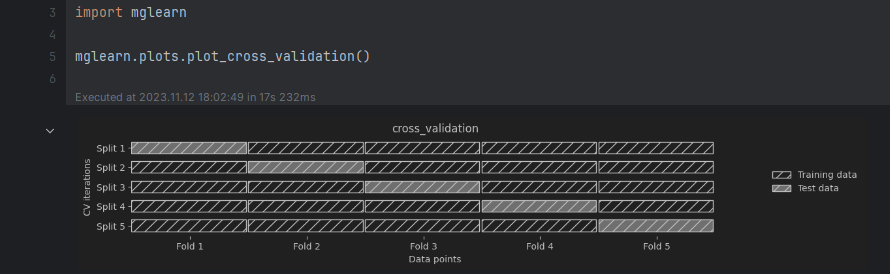 3 import mglearn
4
5 mglearn.plots.plot_cross_validation()
6
Executed at 2023.11.12 18:02:49 in 17s 232ms
cross_validation
CV iterations
Split 1
Split 2
Split 3
Split 4
Split 5
Fold 1 Fold 2 Fold 3 Fold 4 Fold 5
Data points
Training data
Test data